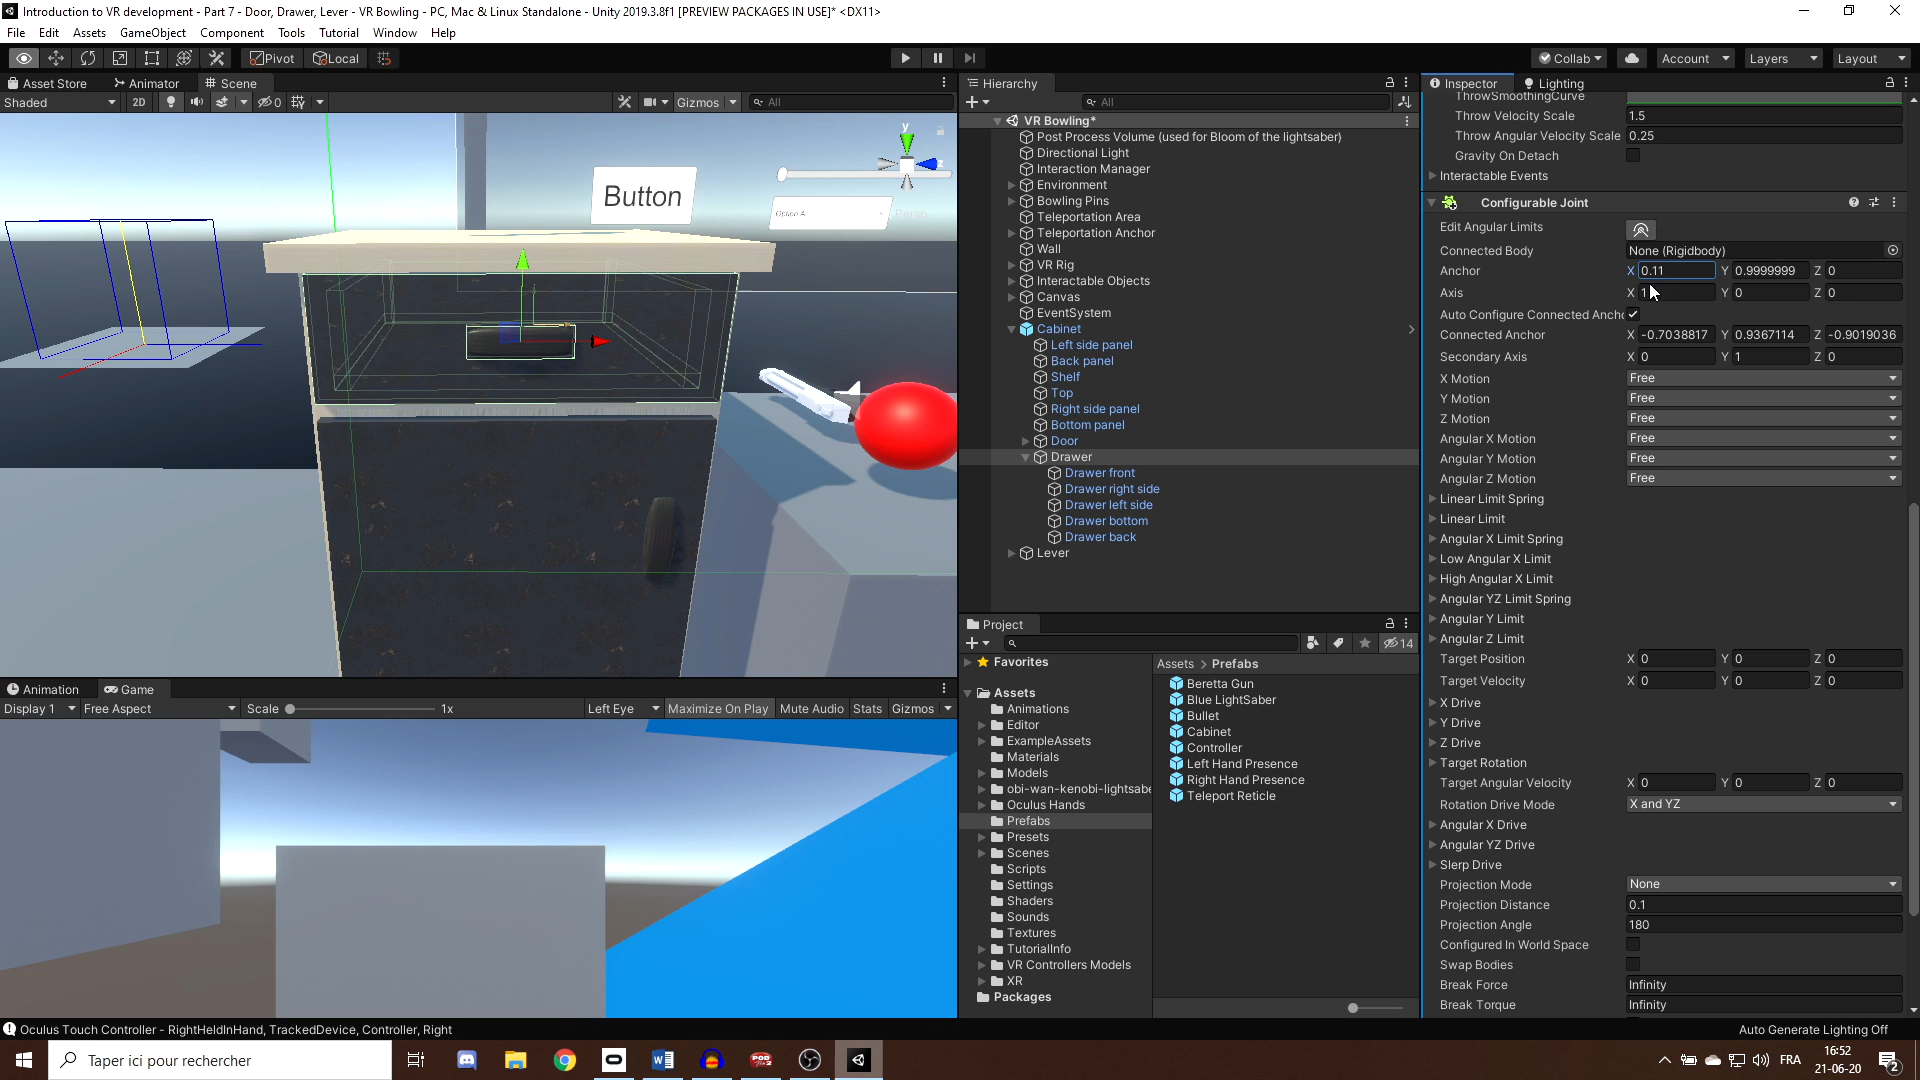 Introduction to VR development - Part 7 - Door, Drawer, Lever - VR Bowling - PC, Mac & Linux Standalone - Unity 2019.3.8f1 [PREVIEW PACKAGES IN USE]* <DX11>
File Edit Assets GameObject Component Tools Tutorial Window Help
Pivot Local Collab Account Layers Layout
Asset Store Animator Scene
Shaded 2D 0 Gizmos All
y
z
Persp
Button
Option A
Hierarchy
All
VR Bowling*
Post Process Volume (used for Bloom of the lightsaber)
Directional Light
Interaction Manager
Environment
Bowling Pins
Teleportation Area
Teleportation Anchor
Wall
VR Rig
Interactable Objects
Canvas
EventSystem
Cabinet
Left side panel
Back panel
Shelf
Top
Right side panel
Bottom panel
Door
Drawer
Drawer front
Drawer right side
Drawer left side
Drawer bottom
Drawer back
Lever
Animation Game
Display 1 Free Aspect Scale 1x Left Eye Maximize On Play Mute Audio Stats Gizmos
Project
14
Favorites
Assets
Animations
Editor
ExampleAssets
Materials
Models
obi-wan-kenobi-lightsabe
Oculus Hands
Prefabs
Presets
Scenes
Scripts
Settings
Shaders
Sounds
Textures
TutorialInfo
VR Controllers Models
XR
Packages
Assets > Prefabs
Beretta Gun
Blue LightSaber
Bullet
Cabinet
Controller
Left Hand Presence
Right Hand Presence
Teleport Reticle
Inspector Lighting
ThrowSmoothingCurve
Throw Velocity Scale 1.5
Throw Angular Velocity Scale 0.25
Gravity On Detach
Interactable Events
Configurable Joint
Edit Angular Limits
Connected Body None (Rigidbody)
Anchor X 0.11 Y 0.9999999 Z 0
Axis X 1 Y 0 Z 0
Auto Configure Connected Ancho
Connected Anchor X -0.7038817 Y 0.9367114 Z -0.9019036
Secondary Axis X 0 Y 1 Z 0
X Motion Free
Y Motion Free
Z Motion Free
Angular X Motion Free
Angular Y Motion Free
Angular Z Motion Free
Linear Limit Spring
Linear Limit
Angular X Limit Spring
Low Angular X Limit
High Angular X Limit
Angular YZ Limit Spring
Angular Y Limit
Angular Z Limit
Target Position X 0 Y 0 Z 0
Target Velocity X 0 Y 0 Z 0
X Drive
Y Drive
Z Drive
Target Rotation
Target Angular Velocity X 0 Y 0 Z 0
Rotation Drive Mode X and YZ
Angular X Drive
Angular YZ Drive
Slerp Drive
Projection Mode None
Projection Distance 0.1
Projection Angle 180
Configured In World Space
Swap Bodies
Break Force Infinity
Break Torque Infinity
Oculus Touch Controller - RightHeldInHand, TrackedDevice, Controller, Right
Auto Generate Lighting Off
Taper ici pour rechercher
FRA
16:52
21-06-20
2